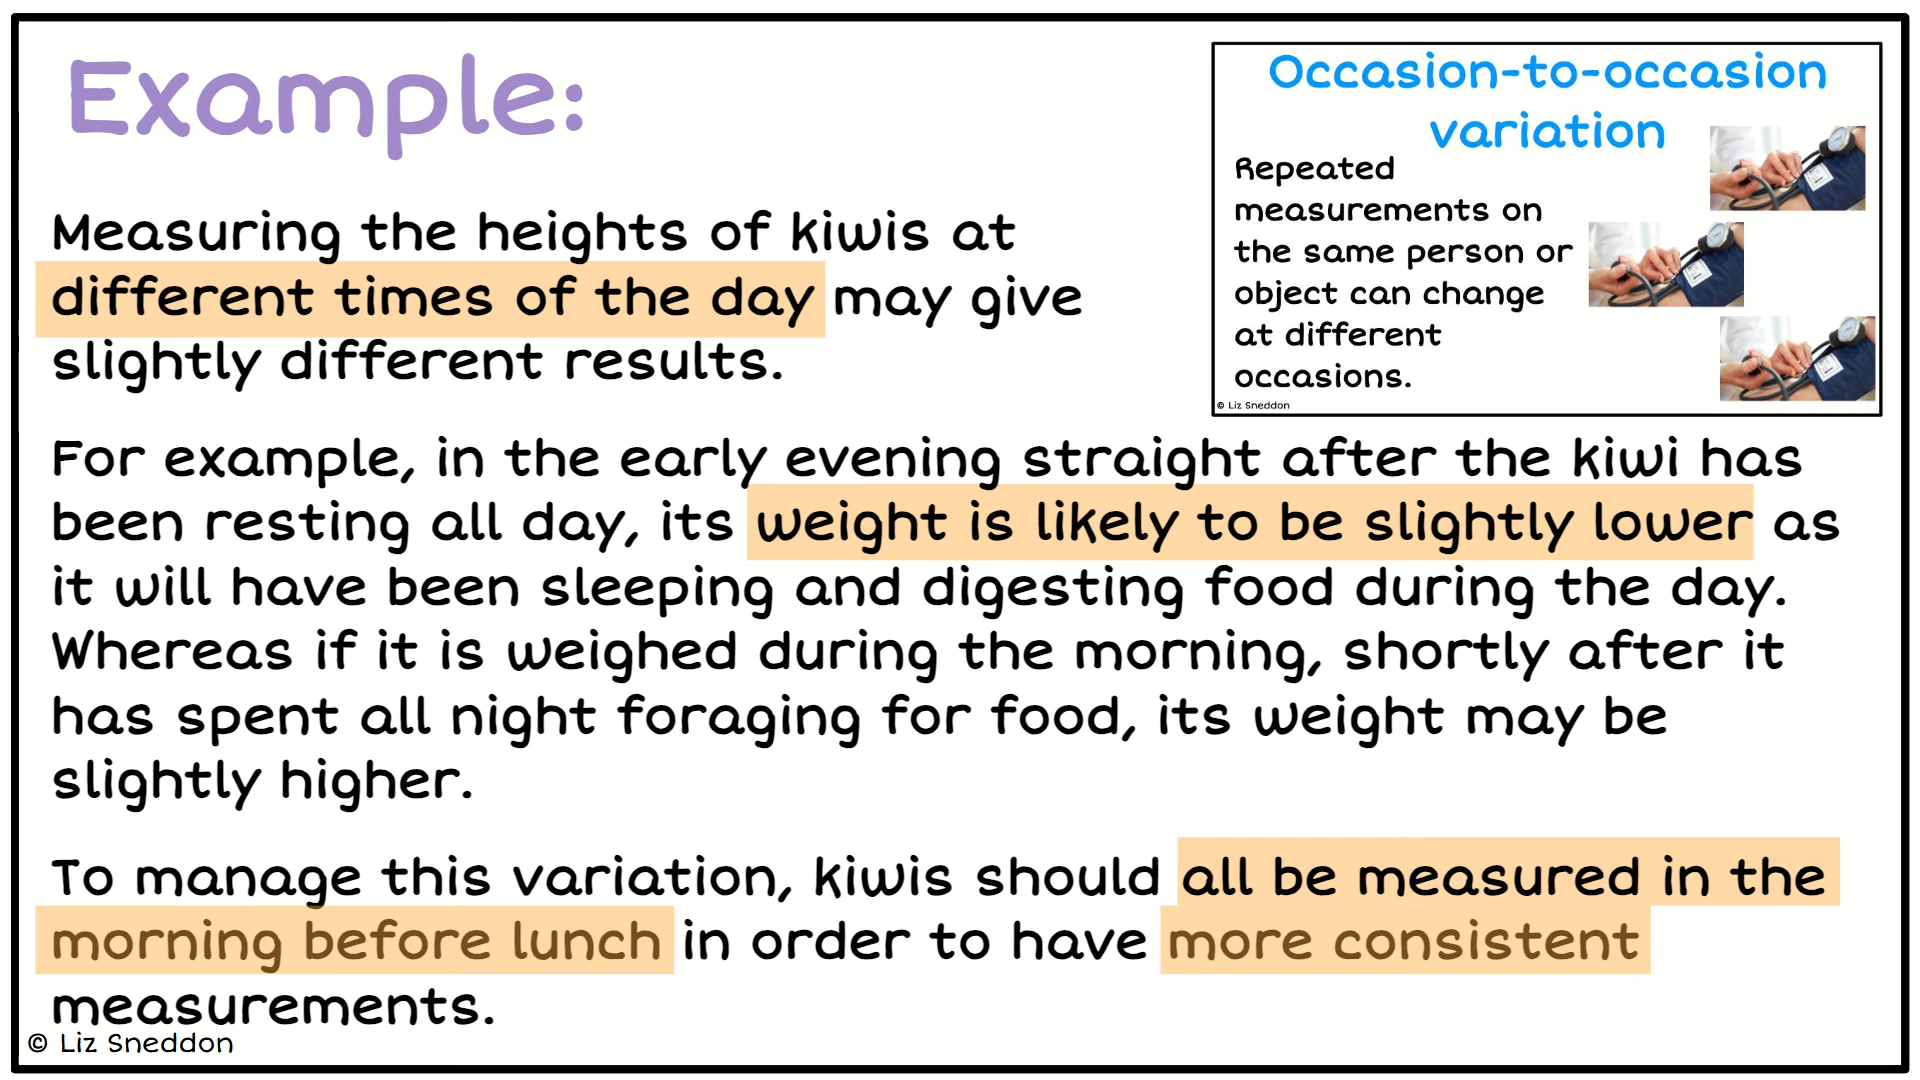 Example:
Measuring the heights of kiwis at
different times of the day may give
slightly different results.
Occasion-to-occasion
variation
Repeated
measurements on
the same person or
object can change
at different
occasions.
© Liz Sneddon
For example, in the early evening straight after the kiwi has
been resting all day, its weight is likely to be slightly lower as
it will have been sleeping and digesting food during the day.
Whereas if it is weighed during the morning, shortly after it
has spent all night foraging for food, its weight may be
slightly higher.
To manage this variation, kiwis should all be measured in the
morning before lunch in order to have more consistent
measurements.
© Liz Sneddon